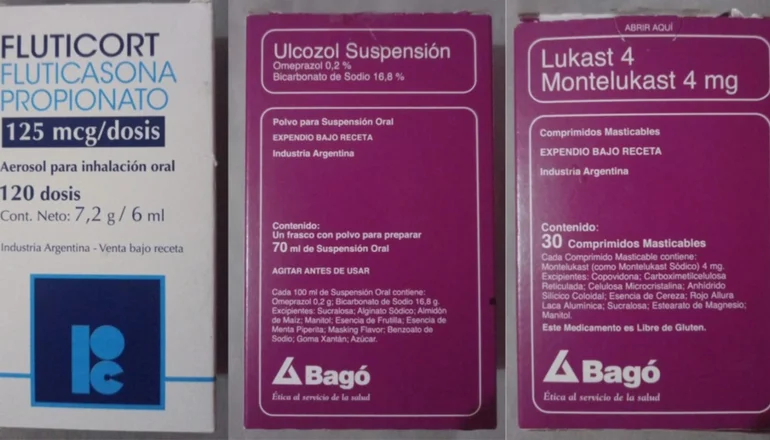 FLUTICORT
FLUTICASONA
PROPIONATO
125 mcg/dosis
Aerosol para inhalación oral
120 dosis
Cont. Neto: 7,2 g / 6 ml
Industria Argentina - Venta bajo receta
Ulcozol Suspensión
Omeprazol 0,2 %
Bicarbonato de Sodio 16,8 %
Polvo para Suspensión Oral
EXPENDIO BAJO RECETA
Industria Argentina
Contenido:
Un frasco con polvo para preparar
70 ml de Suspensión Oral
AGITAR ANTES DE USAR
Cada 100 ml de Suspensión Oral contiene:
Omeprazol 0,2 g; Bicarbonato de Sodio 16,8 g.
Excipientes: Sucralosa; Alginato Sódico; Almidón
de Maíz; Manitol; Esencia de Frutilla; Esencia de
Menta Piperita; Masking Flavor; Benzoato de
Sodio; Goma Xantán; Azúcar.
Bagó
Ética al servicio de la salud
ABRIR AQUÍ
Lukast 4
Montelukast 4 mg
Comprimidos Masticables
EXPENDIO BAJO RECETA
Industria Argentina
Contenido:
30 Comprimidos Masticables
Cada Comprimido Masticable contiene:
Montelukast (como Montelukast Sódico) 4 mg.
Excipientes: Copovidona; Carboximetilcelulosa
Reticulada; Celulosa Microcristalina; Anhídrido
Silícico Coloidal; Esencia de Cereza; Rojo Allura
Laca Alumínica; Sucralosa; Estearato de Magnesio;
Manitol.
Este Medicamento es Libre de Gluten.
Bagó
Ética al servicio de la salud